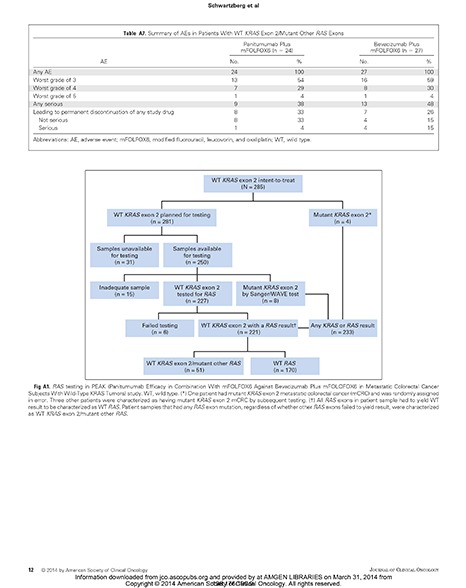 Schwartzberg et al
Table A7. Summary of AEs in Patients With WT KRAS Exon 2/Mutant Other RAS Exons
Panitumumab Plus mFOLFOX6 (n = 24)
Bevacizumab Plus mFOLFOX6 (n = 27)
AE No. % No. %
Any AE 24 100 27 100
Worst grade of 3 13 54 16 59
Worst grade of 4 7 29 8 30
Worst grade of 5 1 4 1 4
Any serious 9 38 13 48
Leading to permanent discontinuation of any study drug 8 33 7 26
Not serious 8 33 4 15
Serious 1 4 4 15
Abbreviations: AE, adverse event; mFOLFOX6, modified fluorouracil, leucovorin, and oxaliplatin; WT, wild type.
WT KRAS exon 2 intent-to-treat
(N = 285)
WT KRAS exon 2 planned for testing
(n = 281)
Mutant KRAS exon 2*
(n = 4)
Samples unavailable
for testing
(n = 31)
Samples available
for testing
(n = 250)
Inadequate sample
(n = 15)
WT KRAS exon 2
tested for RAS
(n = 227)
Mutant KRAS exon 2
by Sanger/WAVE test
(n = 8)
Failed testing
(n = 6)
WT KRAS exon 2 with a RAS result†
(n = 221)
Any KRAS or RAS result
(n = 233)
WT KRAS exon 2/mutant other RAS
(n = 51)
WT RAS
(n = 170)
Fig A1. RAS testing in PEAK (Panitumumab Efficacy in Combination With mFOLFOX6 Against Bevacizumab Plus mFOLFOX6 in Metastatic Colorectal Cancer
Subjects With Wild-Type KRAS Tumors) study. WT, wild type. (*) One patient had mutant KRAS exon 2 metastatic colorectal cancer (mCRC) and was randomly assigned
in error. Three other patients were characterized as having mutant KRAS exon 2 mCRC by subsequent testing. (†) All RAS exons in patient sample had to yield WT
result to be characterized as WT RAS. Patient samples that had any RAS exon mutation, regardless of whether other RAS exons failed to yield result, were characterized
as WT KRAS exon 2/mutant other RAS.
12 © 2014 by American Society of Clinical Oncology JOURNAL OF CLINICAL ONCOLOGY
Information downloaded from jco.ascopubs.org and provided by at AMGEN LIBRARIES on March 31, 2014 from
Copyright © 2014 American Society of Clinical Oncology. All rights reserved.